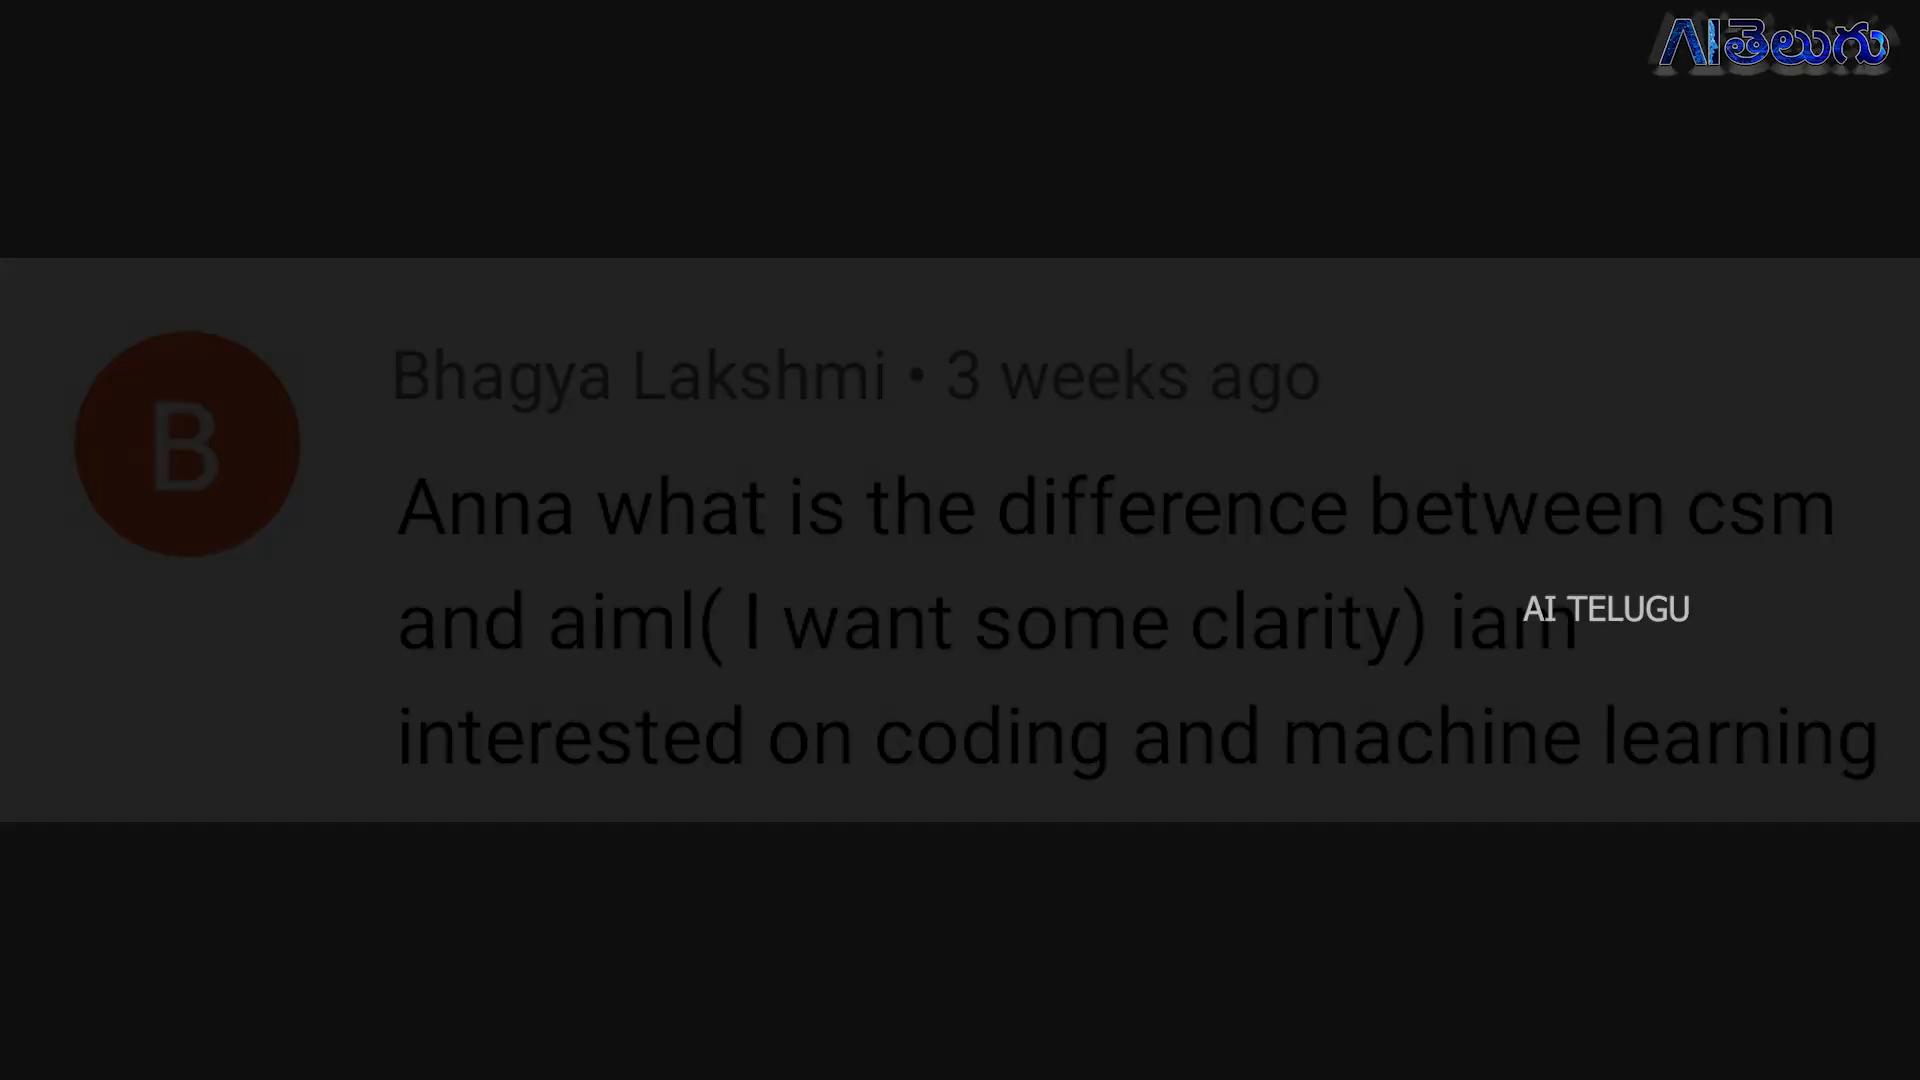 AIతెలుగు
Bhagya Lakshmi • 3 weeks ago
B
Anna what is the difference between csm
and aiml( I want some clarity) iam
AI TELUGU
interested on coding and machine learning